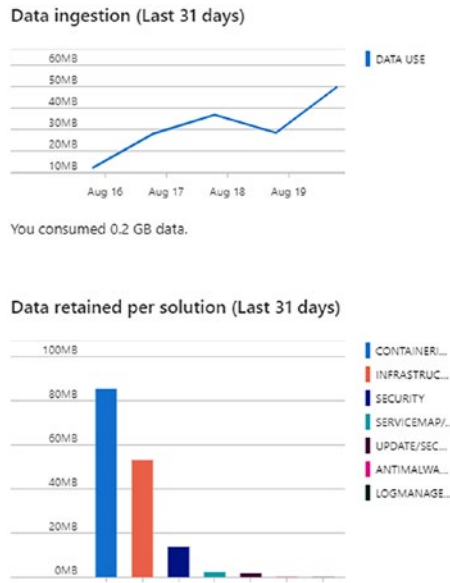 Data ingestion (Last 31 days)
60MB
50MB
40MB
30MB
20MB
10MB
Aug 16 Aug 17 Aug 18 Aug 19
DATA USE
You consumed 0.2 GB data.
Data retained per solution (Last 31 days)
100MB
80MB
60MB
40MB
20MB
0MB
CONTAINERI...
INFRASTRUC...
SECURITY
SERVICEMAP/...
UPDATE/SEC...
ANTIMALWA...
LOGMANAGE...